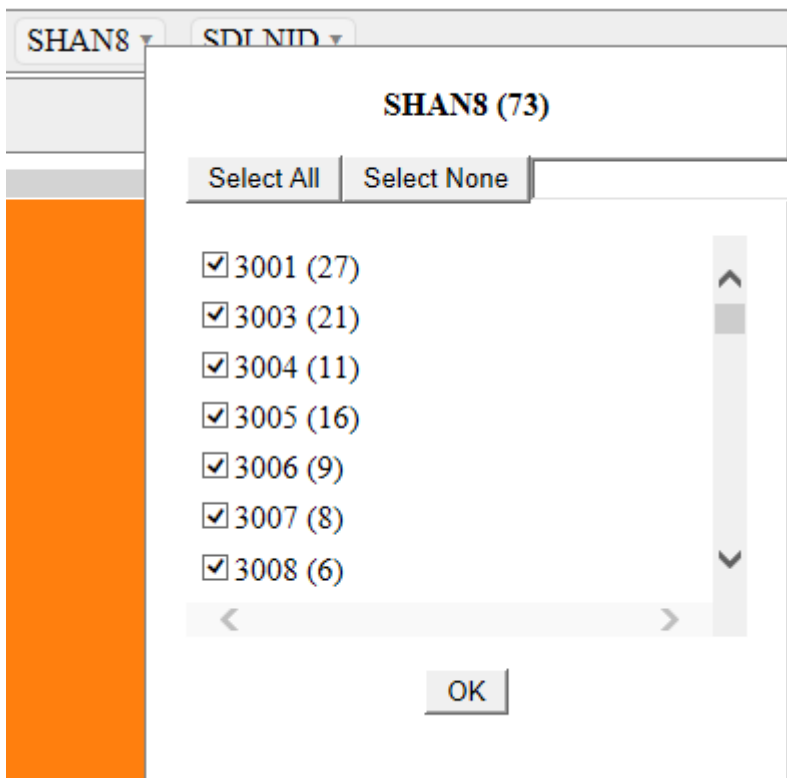 SHAN8 SDLNID
SHAN8 (73)
Select All Select None
3001 (27)
3003 (21)
3004 (11)
3005 (16)
3006 (9)
3007 (8)
3008 (6)
OK